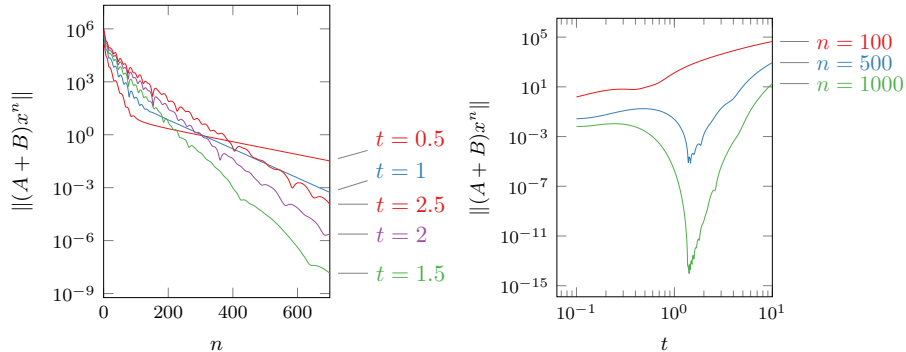 10^6
10^3
10^0
10^{-3}
10^{-6}
10^{-9}
0
200
400
600
n
||(A + B)x^n||
t = 0.5
t = 1
t = 2.5
t = 2
t = 1.5
10^5
10^1
10^{-3}
10^{-7}
10^{-11}
10^{-15}
10^{-1}
10^0
10^1
t
||(A + B)x^n||
n = 100
n = 500
n = 1000